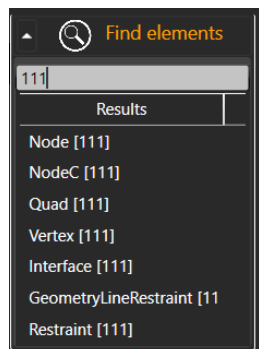 Find elements
111
Results
Node [111]
NodeC [111]
Quad [111]
Vertex [111]
Interface [111]
GeometryLineRestraint [11
Restraint [111]